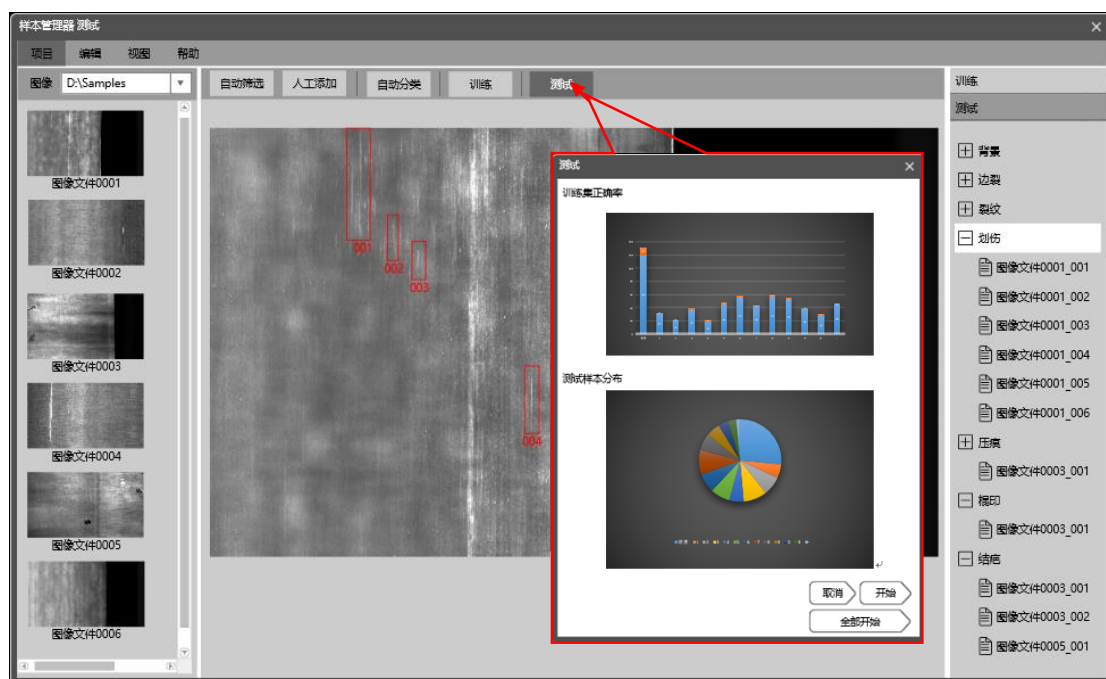 样本管理器 测试
项目 编辑 视图 帮助
图像 D:\Samples
图像文件0001
图像文件0002
图像文件0003
图像文件0004
图像文件0005
图像文件0006
自动筛选 人工添加 自动分类 训练 测试
001
002
003
004
测试
训练集正确率
测试样本分布
取消 开始
全部开始
训练
测试
背景
边裂
裂纹
划伤
图像文件0001_001
图像文件0001_002
图像文件0001_003
图像文件0001_004
图像文件0001_005
图像文件0001_006
压痕
图像文件0003_001
辊印
图像文件0003_001
结疤
图像文件0003_001
图像文件0003_002
图像文件0005_001